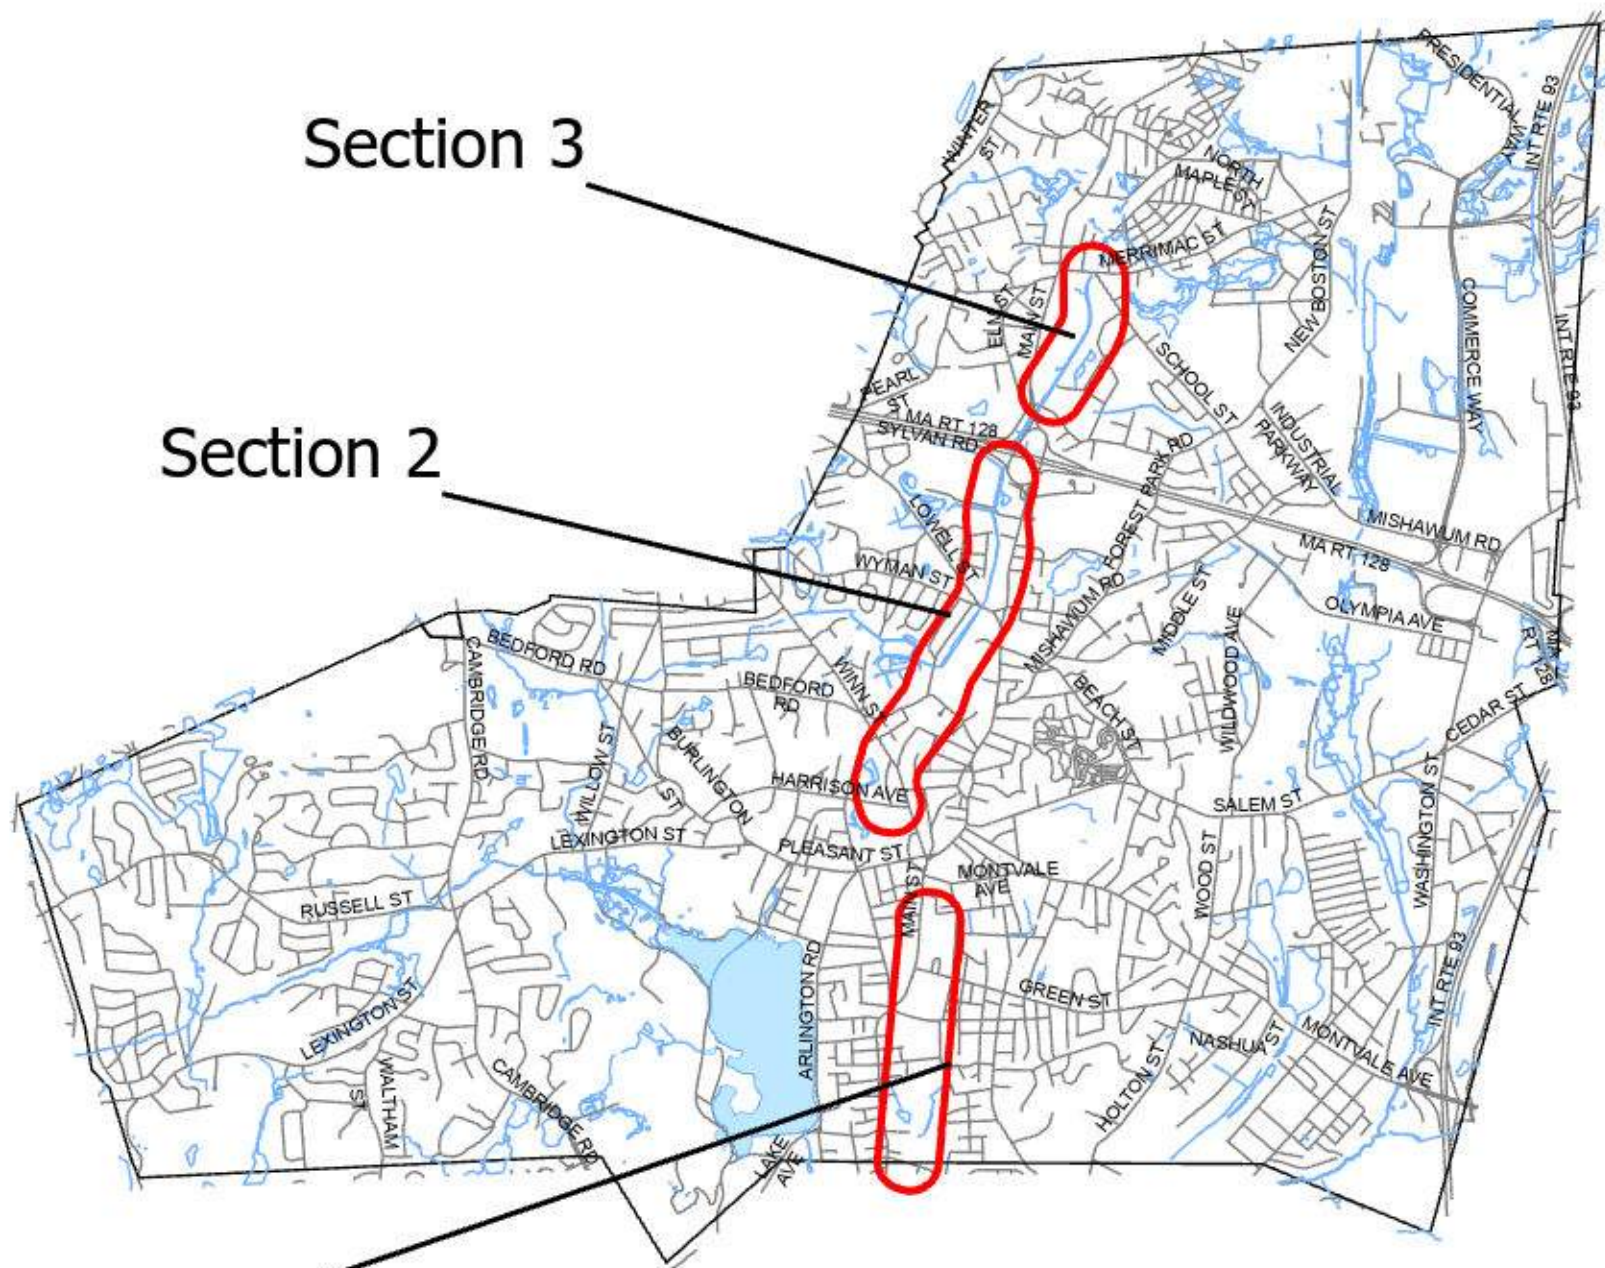 Section 3
Section 2
PRESIDENTIAL
WAY
INT RTE 93
WINTER
ST
NORTH
MAPLE ST
MERRIMAC ST
NEW BOSTON ST
COMMERCE WAY
INT RTE 93
ELM ST
MAIN ST
SCHOOL ST
PEARL
ST
MA RT 128
SYLVAN RD
INDUSTRIAL
PARKWAY
FOREST PARK RD
LOWELL ST
MISHAWUM RD
MA RT 128
WYMAN ST
MISHAWUM RD
MIDDLE ST
OLYMPIA AVE
WILDWOOD AVE
MA
RT 128
BEDFORD RD
CAMBRIDGE RD
BEDFORD
RD
WINN ST
BEACH ST
CEDAR ST
WILLOW ST
BURLINGTON
ST
HARRISON AVE
SALEM ST
WASHINGTON ST
LEXINGTON ST
PLEASANT ST
MONTVALE
AVE
WOOD ST
RUSSELL ST
MAIN ST
ARLINGTON RD
GREEN ST
INT RTE 93
LEXINGTON ST
WALTHAM
ST
CAMBRIDGE RD
NASHUA ST
MONTVALE AVE
HOLTON ST
LAKE
AVE